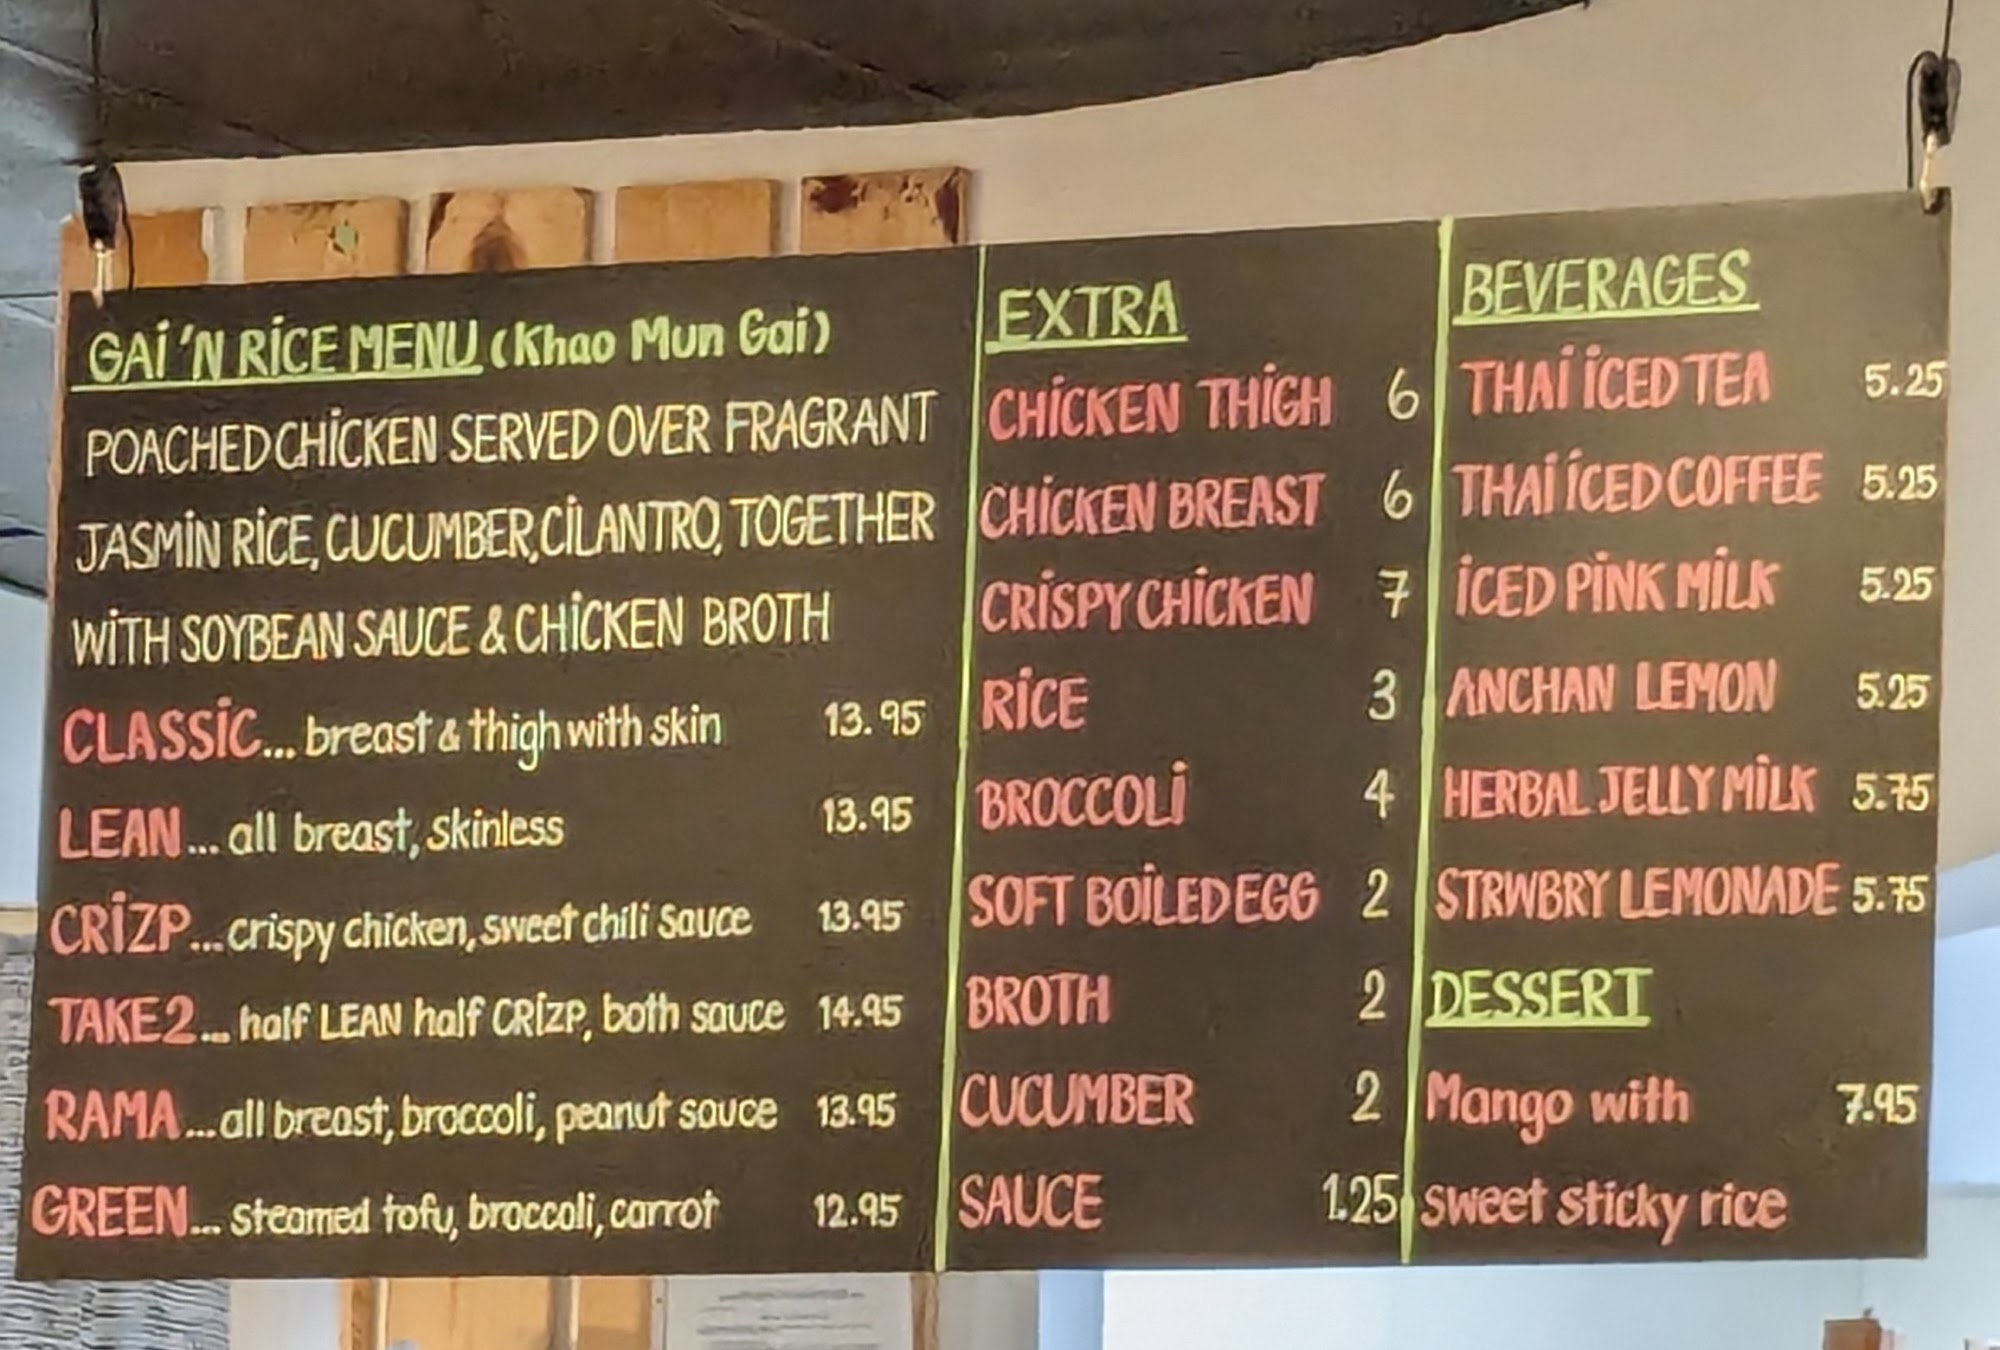 GAi 'N RiCE MENU (Khao Mun Gai)
POACHED CHiCKEN SERVED OVER FRAGRANT
JASMiN RiCE, CUCUMBER, CiLANTRO, TOGETHER
WiTH SOYBEAN SAUCE & CHiCKEN BROTH
CLASSiC... breast & thigh with skin 13.95
LEAN... all breast, skinless 13.95
CRiZP... crispy chicken, sweet chili sauce 13.95
TAKE 2... half LEAN half CRiZP, both sauce 14.95
RAMA... all breast, broccoli, peanut sauce 13.95
GREEN... steamed tofu, broccoli, carrot 12.95
EXTRA
CHiCKEN THiGH 6
CHiCKEN BREAST 6
CRiSPY CHiCKEN 7
RiCE 3
BROCCOLi 4
SOFT BOiLED EGG 2
BROTH 2
CUCUMBER 2
SAUCE 1.25
BEVERAGES
THAi iCED TEA 5.25
THAi iCED COFFEE 5.25
iCED PiNK MiLK 5.25
ANCHAN LEMON 5.25
HERBAL JELLY MiLK 5.75
STRWBRY LEMONADE 5.75
DESSERT
Mango with 7.95
sweet sticky rice